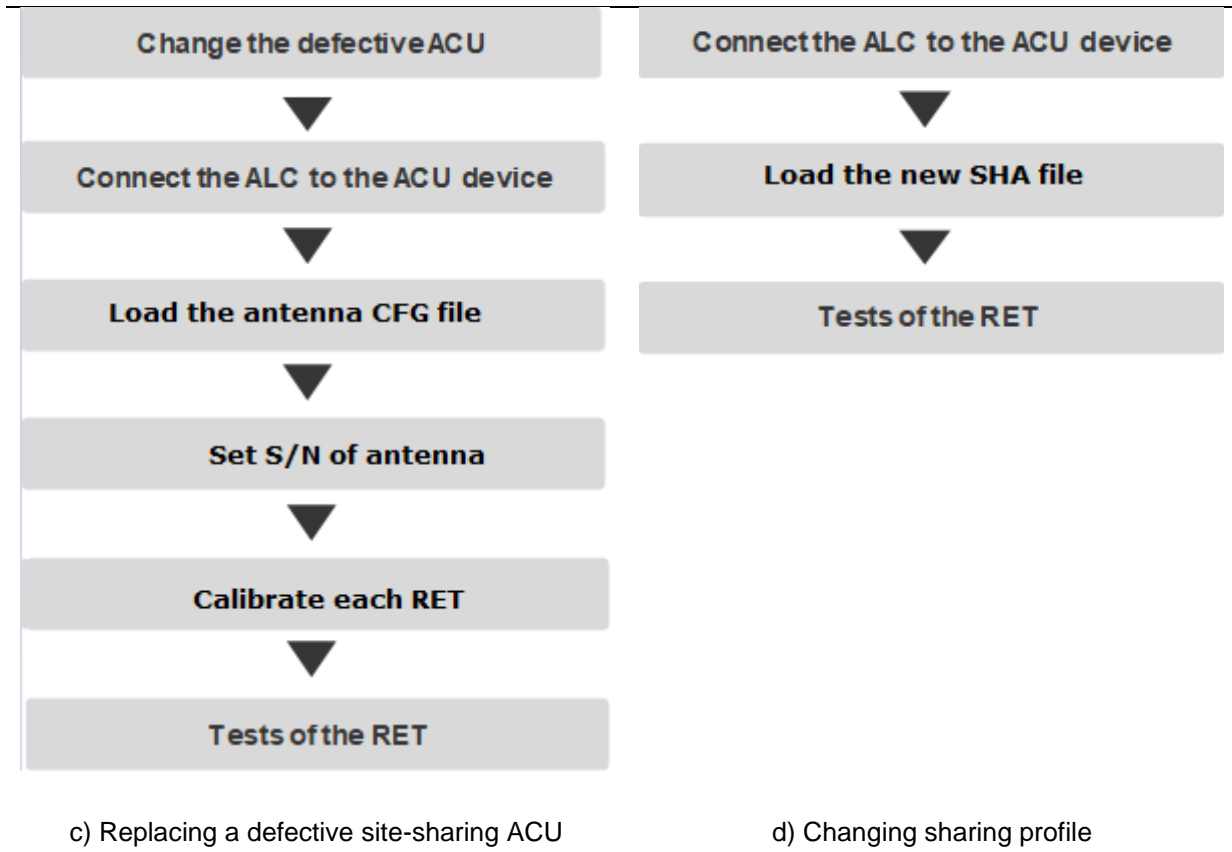 Change the defective ACU
Connect the ALC to the ACU device
Load the antenna CFG file
Set S/N of antenna
Calibrate each RET
Tests of the RET
c) Replacing a defective site-sharing ACU
Connect the ALC to the ACU device
Load the new SHA file
Tests of the RET
d) Changing sharing profile